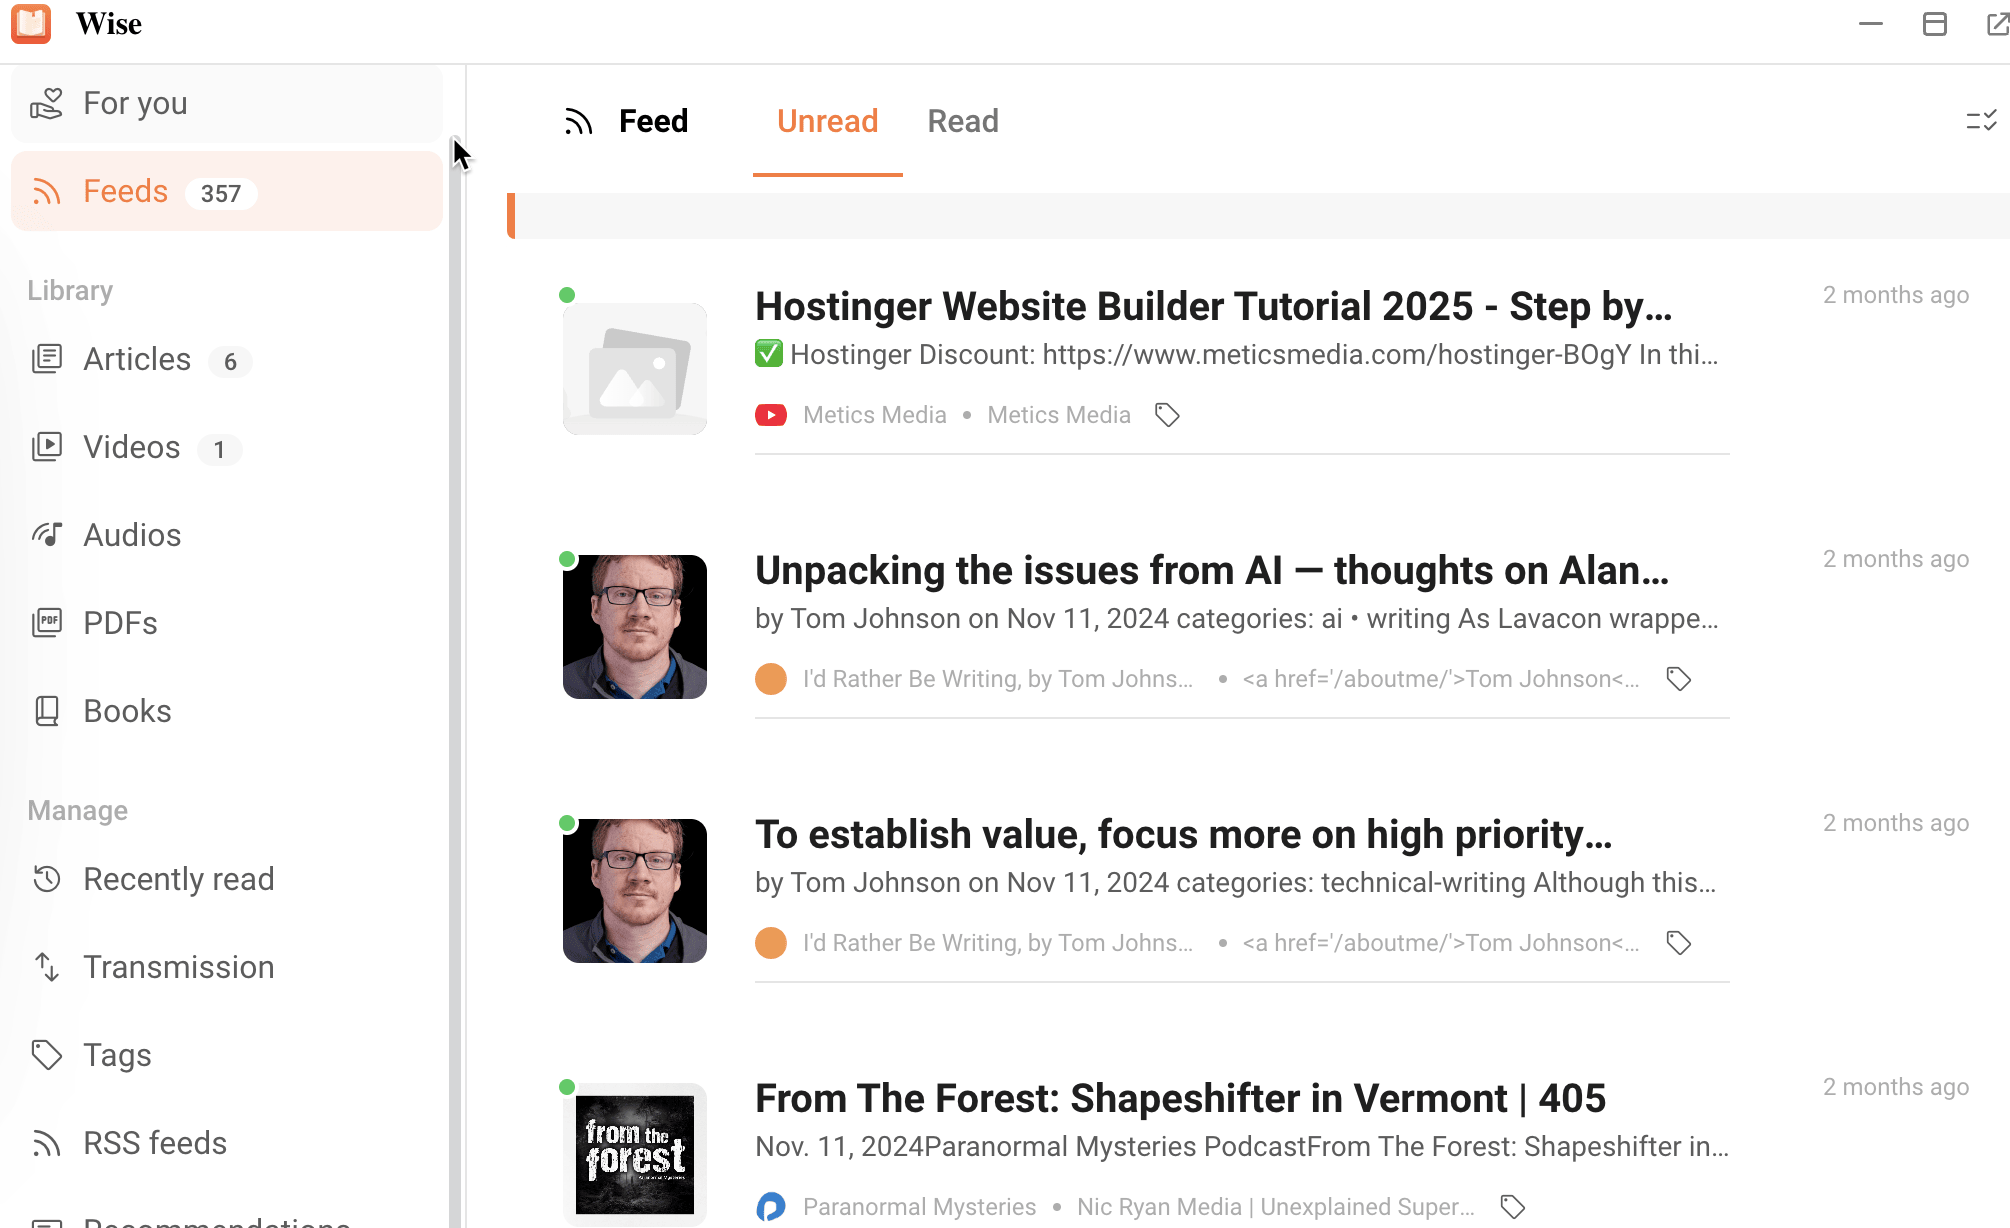 Wise
For you
Feeds 357
Library
Articles 6
Videos 1
Audios
PDF
PDFs
Books
Manage
Recently read
Transmission
Tags
RSS feeds
Recommendations
Feed Unread Read
Hostinger Website Builder Tutorial 2025 - Step by...
2 months ago
✅ Hostinger Discount: https://www.meticsmedia.com/hostinger-BOgY In thi...
Metics Media • Metics Media
Unpacking the issues from AI — thoughts on Alan...
2 months ago
by Tom Johnson on Nov 11, 2024 categories: ai • writing As Lavacon wrappe...
I'd Rather Be Writing, by Tom Johns... • <a href='/aboutme/'>Tom Johnson<...
To establish value, focus more on high priority...
2 months ago
by Tom Johnson on Nov 11, 2024 categories: technical-writing Although this...
I'd Rather Be Writing, by Tom Johns... • <a href='/aboutme/'>Tom Johnson<...
from the
forest
From The Forest: Shapeshifter in Vermont | 405
2 months ago
Nov. 11, 2024Paranormal Mysteries PodcastFrom The Forest: Shapeshifter in...
Paranormal Mysteries • Nic Ryan Media | Unexplained Super...